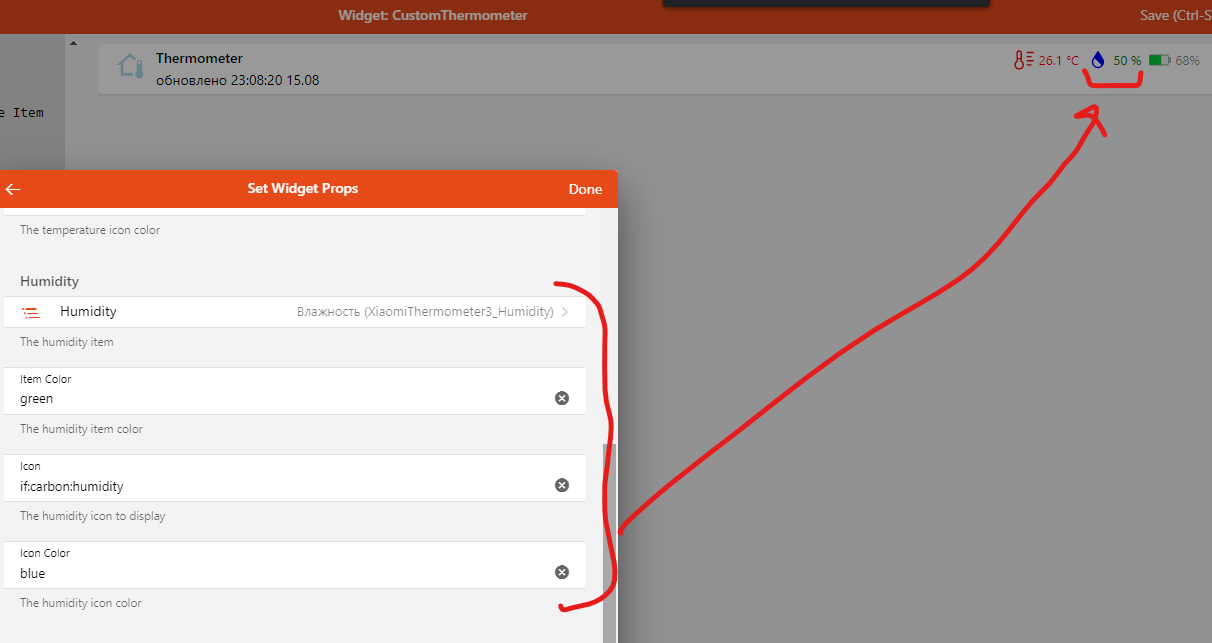 Widget: CustomThermometer
Save (Ctrl-S
Thermometer
обновлено 23:08:20 15.08
26.1 °C 50 % 68%
e Item
Set Widget Props
Done
The temperature icon color
Humidity
Humidity
Влажность (XiaomiThermometer3_Humidity)
The humidity item
Item Color
green
The humidity item color
Icon
if:carbon:humidity
The humidity icon to display
Icon Color
blue
The humidity icon color